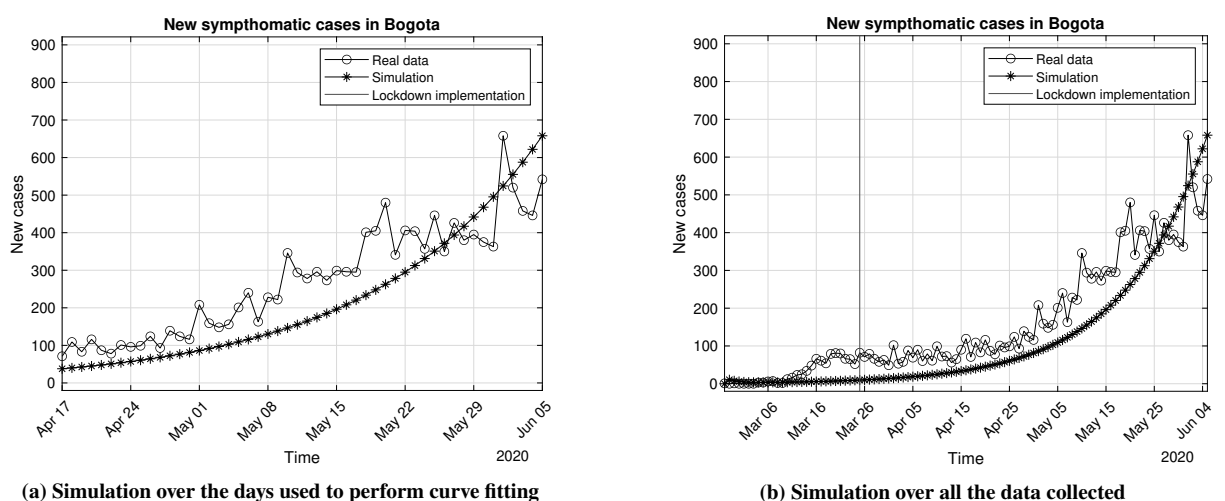 New sympthomatic cases in Bogota
900
800
700
600
500
400
300
200
100
0
New cases
Real data
Simulation
Lockdown implementation
Apr 17
Apr 24
May 01
May 08
May 15
May 22
May 29
Jun 05
Time
2020
(a) Simulation over the days used to perform curve fitting
New sympthomatic cases in Bogota
900
800
700
600
500
400
300
200
100
0
New cases
Real data
Simulation
Lockdown implementation
Mar 06
Mar 16
Mar 26
Apr 05
Apr 15
Apr 25
May 05
May 15
May 25
Jun 04
Time
2020
(b) Simulation over all the data collected